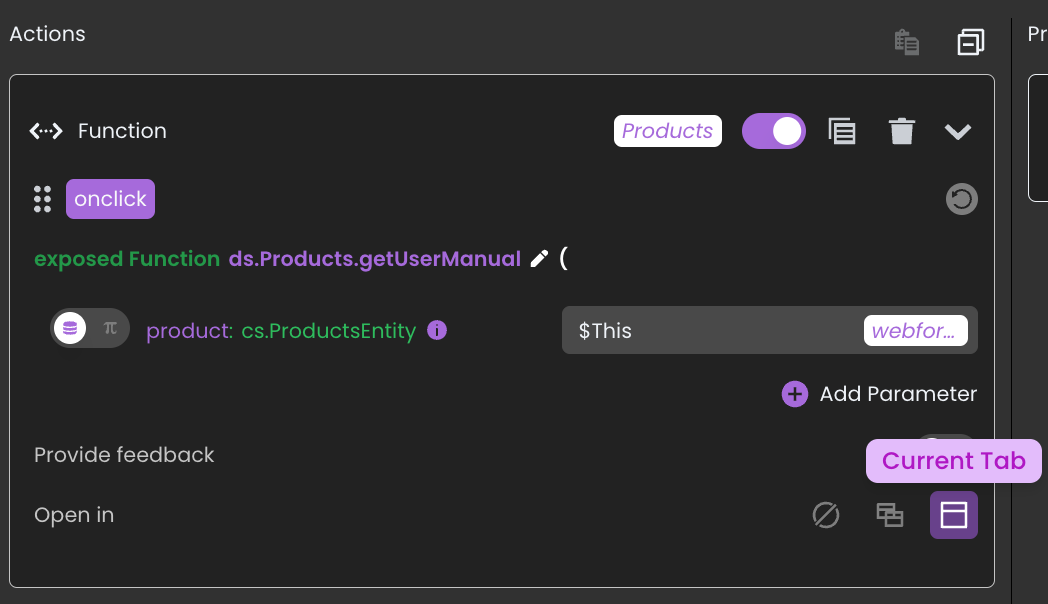 Actions
Pr
Function
Products
onclick
exposed Function ds.Products.getUserManual (
π product: cs.ProductsEntity i $This webfor...
Add Parameter
Provide feedback
Current Tab
Open in